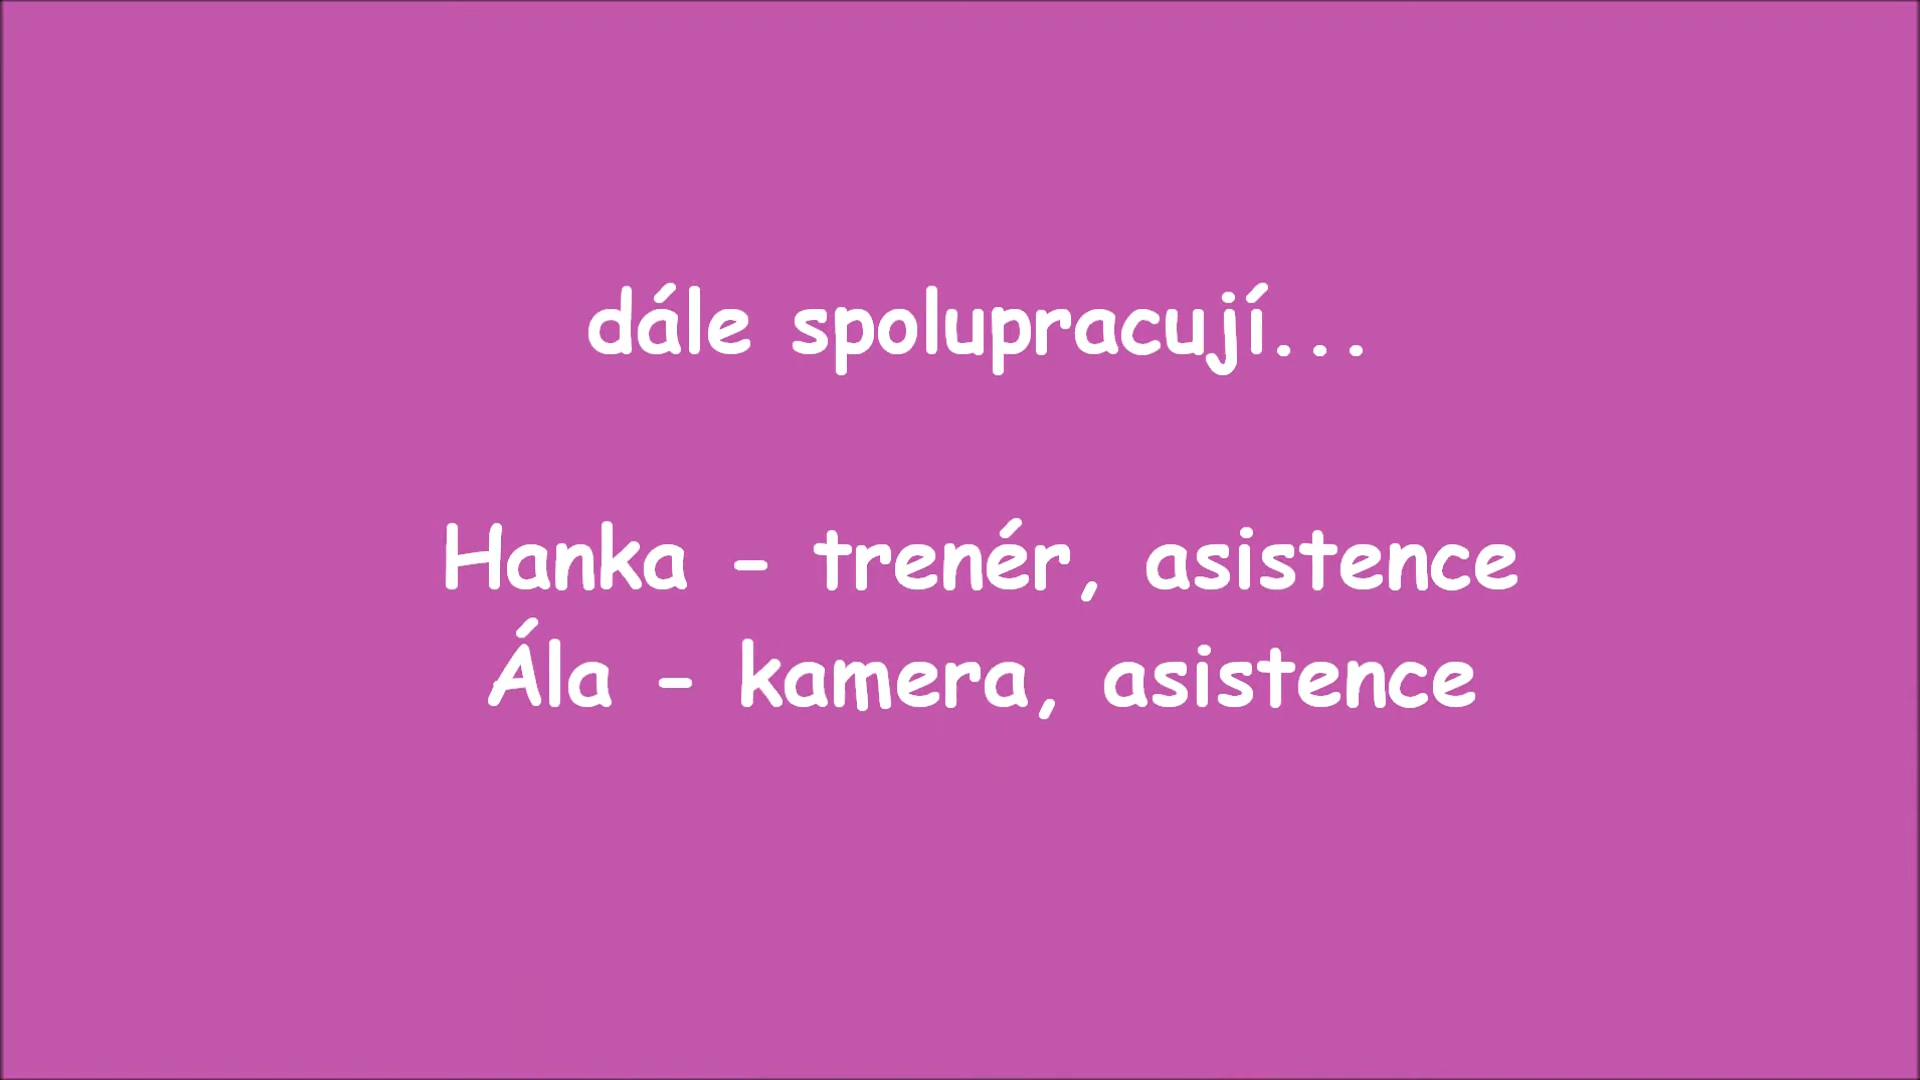 dále spolupracují...
Hanka - trenér, asistence
Ála - kamera, asistence